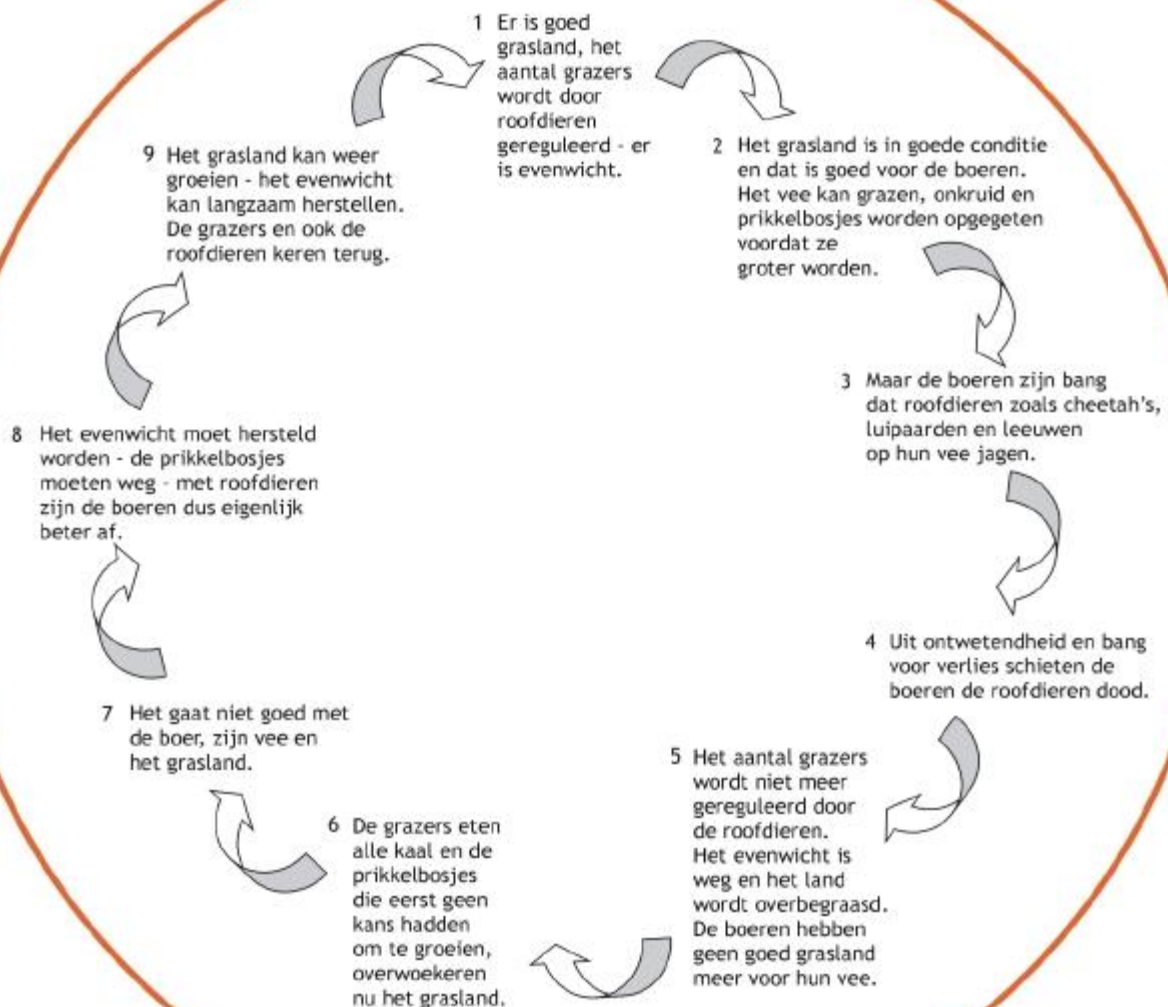 1 Er is goed
grasland, het
aantal grazers
wordt door
roofdieren
gereguleerd - er
is evenwicht.
2 Het grasland is in goede conditie
en dat is goed voor de boeren.
Het vee kan grazen, onkruid en
prikkelbosjes worden opgegeten
voordat ze
groter worden.
3 Maar de boeren zijn bang
dat roofdieren zoals cheetah's,
luipaarden en leeuwen
op hun vee jagen.
4 Uit ontwetendheid en bang
voor verlies schieten de
boeren de roofdieren dood.
5 Het aantal grazers
wordt niet meer
gereguleerd door
de roofdieren.
Het evenwicht is
weg en het land
wordt overbegraasd.
De boeren hebben
geen goed grasland
meer voor hun vee.
6 De grazers eten
alle kaal en de
prikkelbosjes
die eerst geen
kans hadden
om te groeien,
overwoekeren
nu het grasland.
7 Het gaat niet goed met
de boer, zijn vee en
het grasland.
8 Het evenwicht moet hersteld
worden - de prikkelbosjes
moeten weg - met roofdieren
zijn de boeren dus eigenlijk
beter af.
9 Het grasland kan weer
groeien - het evenwicht
kan langzaam herstellen.
De grazers en ook de
roofdieren keren terug.